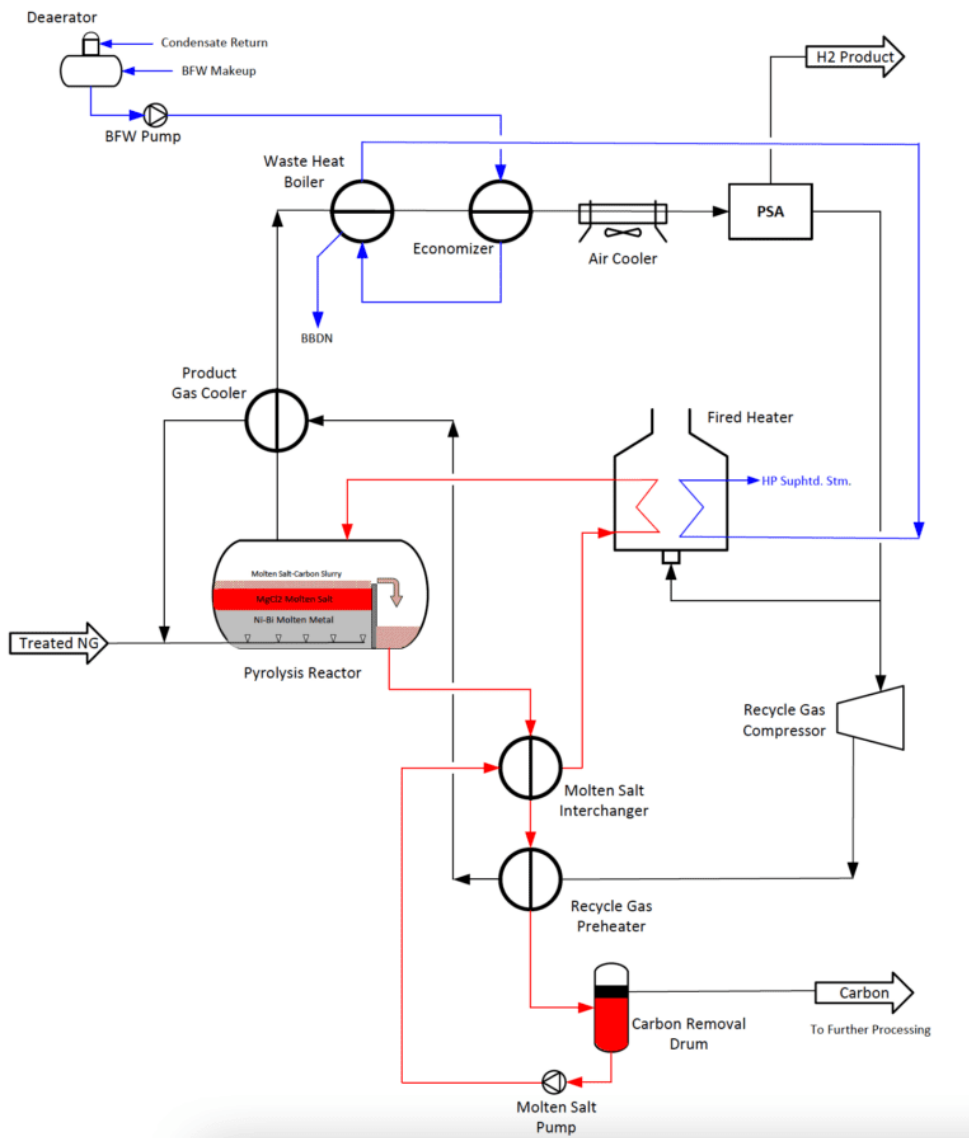 Deaerator
Condensate Return
BFW Makeup
BFW Pump
H2 Product
Waste Heat
Boiler
Economizer
Air Cooler
PSA
BBDN
Product
Gas Cooler
Fired Heater
HP Suphtd. Stm.
Molten Salt-Carbon Slurry
MgCl2 Molten Salt
Ni-Bi Molten Metal
Treated NG
Pyrolysis Reactor
Recycle Gas
Compressor
Molten Salt
Interchanger
Recycle Gas
Preheater
Carbon Removal
Drum
Carbon
To Further Processing
Molten Salt
Pump